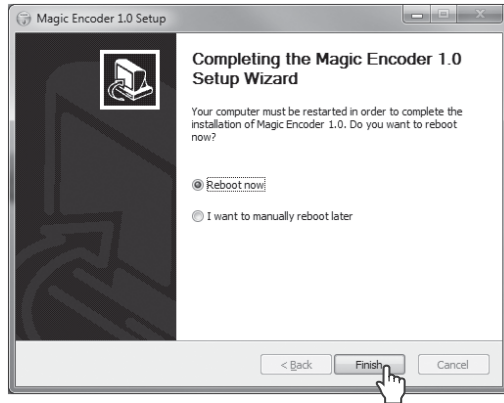 Magic Encoder 1.0 Setup
Completing the Magic Encoder 1.0
Setup Wizard
Your computer must be restarted in order to complete the
installation of Magic Encoder 1.0. Do you want to reboot
now?
Reboot now
I want to manually reboot later
< Back Finish Cancel